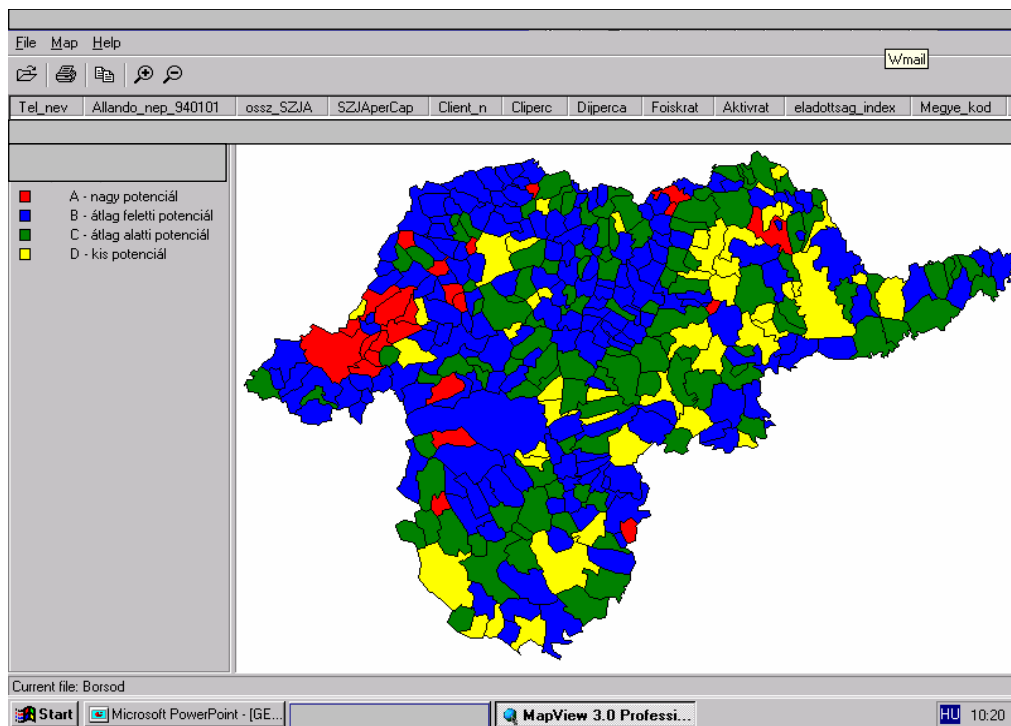 File Map Help
Wmail
Tel_nev Allando_nep_940101 ossz_SZJA SZJAperCap Client_n Cliperc Dijperca Foiskrat Aktivrat eladottsag_index Megye_kod
A - nagy potenciál
B - átlag feletti potenciál
C - átlag alatti potenciál
D - kis potenciál
Current file: Borsod
Start Microsoft PowerPoint - [GE... MapView 3.0 Professi... HU 10:20